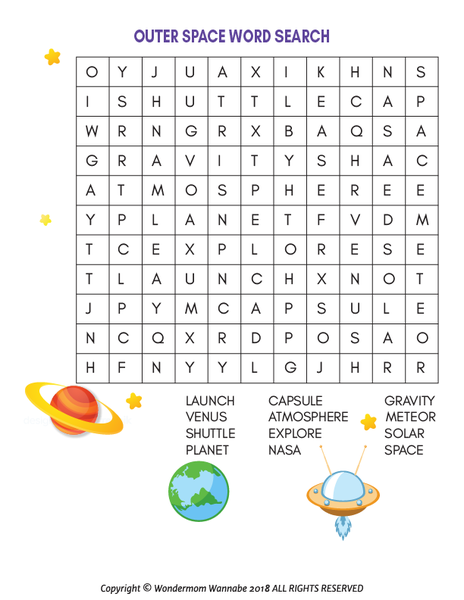 OUTER SPACE WORD SEARCH
O Y J U A X I K H N S
I S H U T T L E C A P
W R N G R X B A Q S A
G R A V I T Y S H A C
A T M O S P H E R E E
Y P L A N E T F V D M
T C E X P L O R E S E
T L A U N C H X N O T
J P Y M C A P S U L E
N C Q X R D P O S A O
H F N Y Y L G J H R R
LAUNCH CAPSULE GRAVITY
VENUS ATMOSPHERE METEOR
SHUTTLE EXPLORE SOLAR
PLANET NASA SPACE
Copyright © Wondermom Wannabe 2018 ALL RIGHTS RESERVED